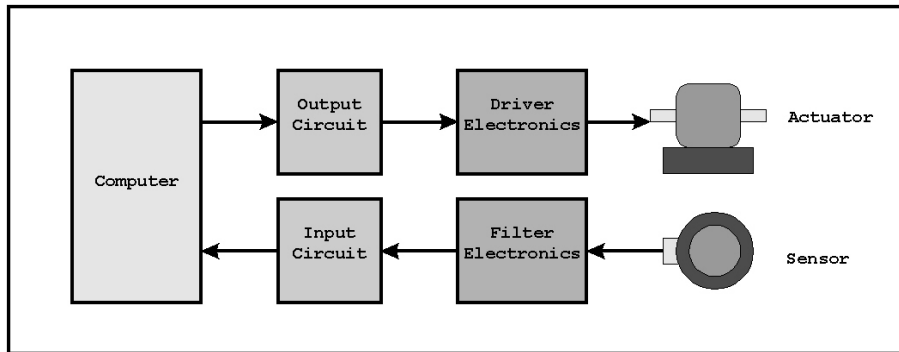 Output
Circuit
Driver
Electronics
Actuator
Computer
Input
Circuit
Filter
Electronics
Sensor